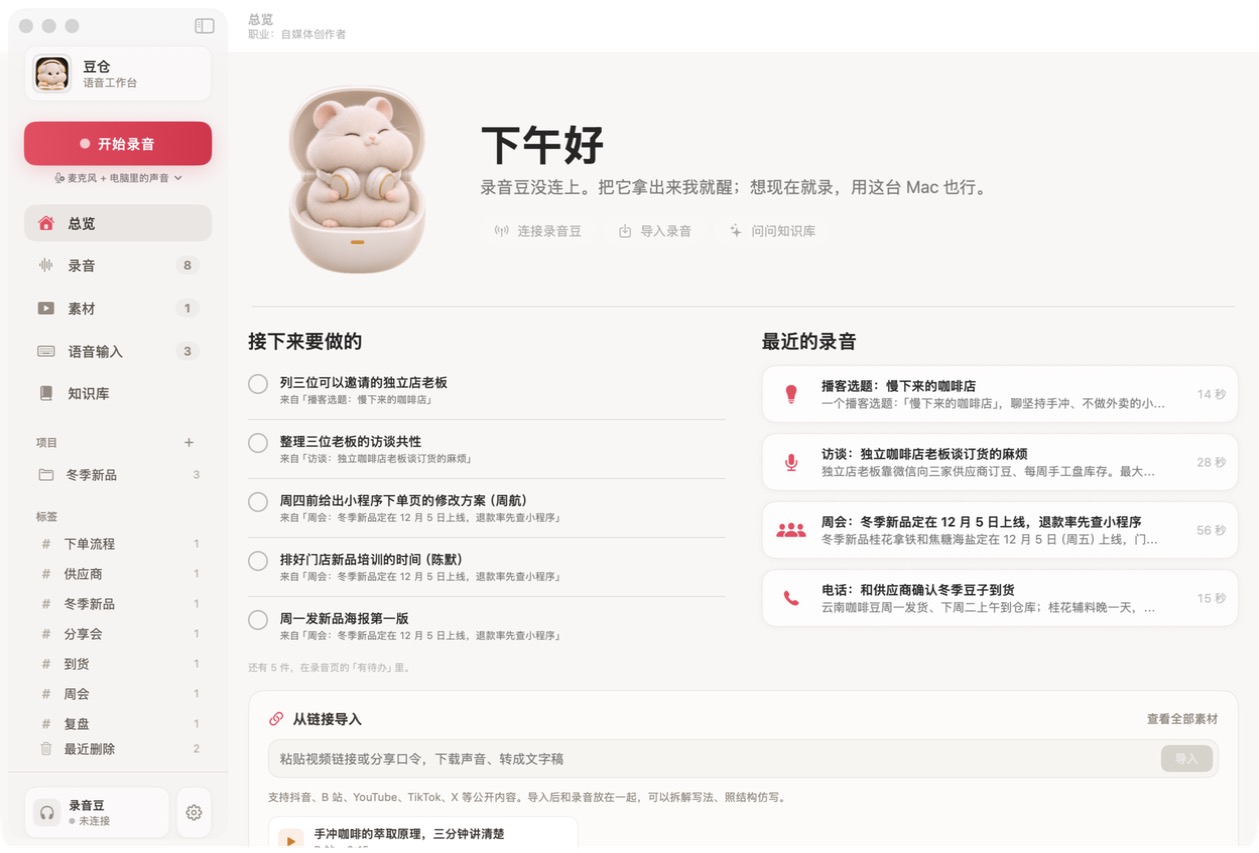 总览
职业：自媒体创作者
豆仓
语音工作台
开始录音
麦克风 + 电脑里的声音
总览
录音 8
素材 1
语音输入 3
知识库
项目 +
冬季新品 3
标签
# 下单流程 1
# 供应商 1
# 冬季新品 1
# 分享会 1
# 到货 1
# 周会 1
# 复盘 1
最近删除 2
录音豆
未连接
下午好
录音豆没连上。把它拿出来我就醒；想现在就录，用这台 Mac 也行。
连接录音豆 导入录音 问问知识库
接下来要做的
列三位可以邀请的独立店老板
来自「播客选题：慢下来的咖啡店」
整理三位老板的访谈共性
来自「访谈：独立咖啡店老板谈订货的麻烦」
周四前给出小程序下单页的修改方案（周航）
来自「周会：冬季新品定在 12 月 5 日上线，退款率先查小程序」
排好门店新品培训的时间（陈默）
来自「周会：冬季新品定在 12 月 5 日上线，退款率先查小程序」
周一发新品海报第一版
来自「周会：冬季新品定在 12 月 5 日上线，退款率先查小程序」
还有 5 件，在录音页的「有待办」里。
最近的录音
播客选题：慢下来的咖啡店
一个播客选题：「慢下来的咖啡店」，聊坚持手冲、不做外卖的小...
14 秒
访谈：独立咖啡店老板谈订货的麻烦
独立店老板靠微信向三家供应商订豆、每周手工盘库存。最大...
28 秒
周会：冬季新品定在 12 月 5 日上线，退款率先查小程序
冬季新品桂花拿铁和焦糖海盐定在 12 月 5 日（周五）上线，门...
56 秒
电话：和供应商确认冬季豆子到货
云南咖啡豆周一发货、下周二上午到仓库；桂花辅料晚一天，...
15 秒
从链接导入
查看全部素材
粘贴视频链接或分享口令，下载声音、转成文字稿
导入
支持抖音、B 站、YouTube、TikTok、X 等公开内容。导入后和录音放在一起，可以拆解写法、照结构仿写。
手冲咖啡的萃取原理，三分钟讲清楚